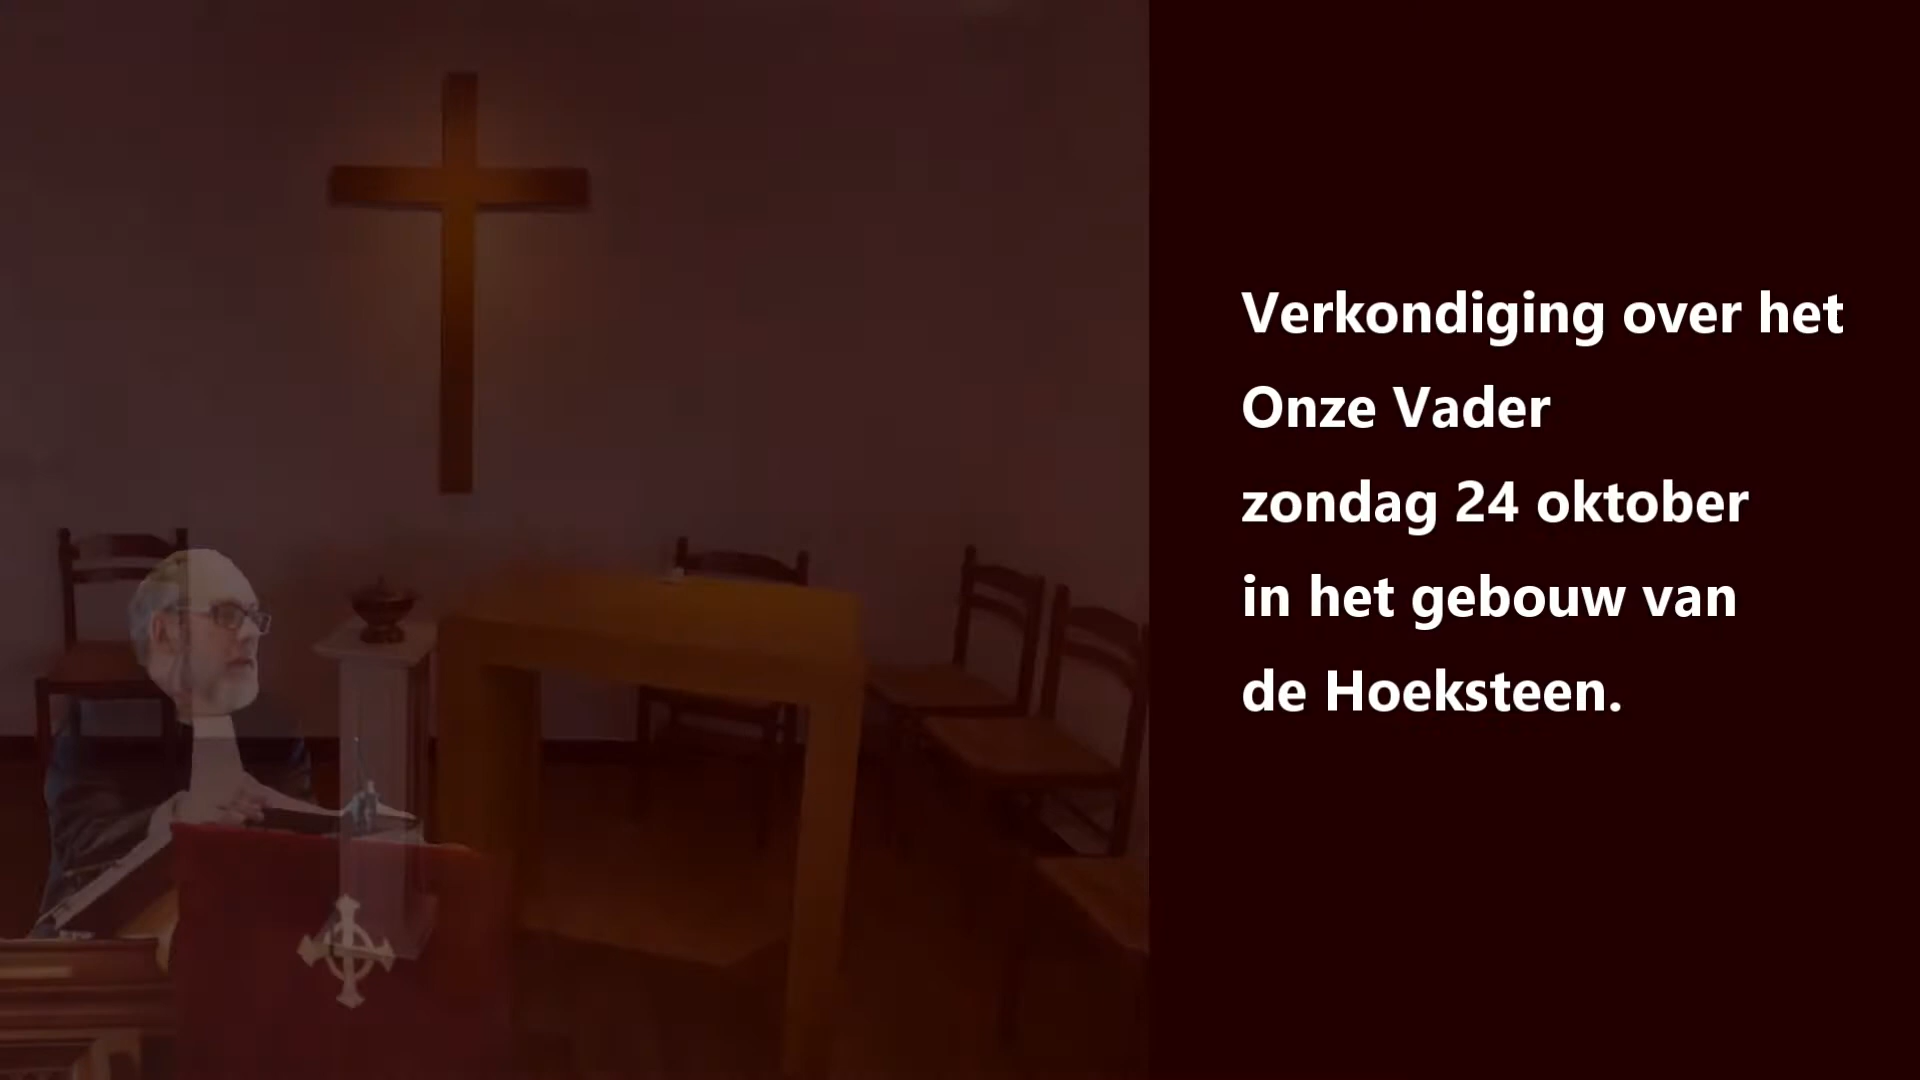 Verkondiging over het
Onze Vader
zondag 24 oktober
in het gebouw van
de Hoeksteen.